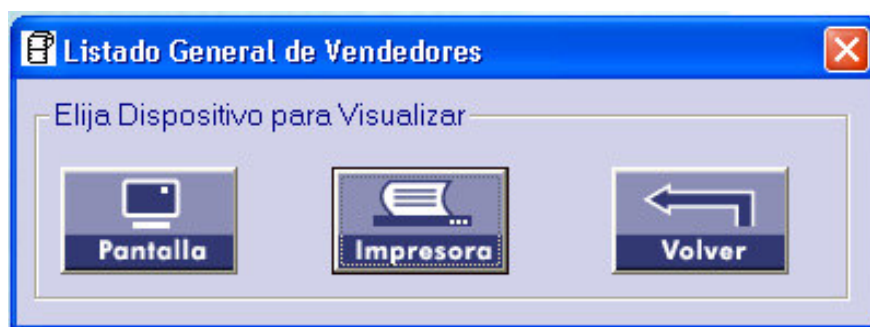 Listado General de Vendedores
Elija Dispositivo para Visualizar
Pantalla
Impresora
Volver